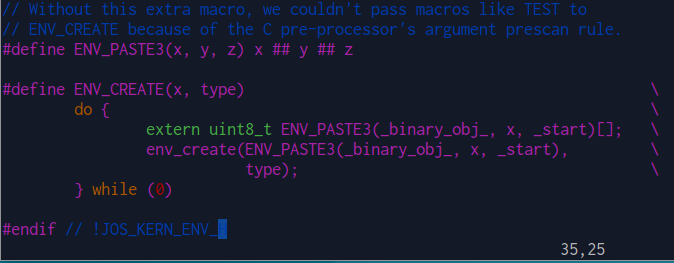 // Without this extra macro, we couldn't pass macros like TEST to
// ENV_CREATE because of the C pre-processor's argument prescan rule.
#define ENV_PASTE3(x, y, z) x ## y ## z
#define ENV_CREATE(x, type) \
do { \
extern uint8_t ENV_PASTE3(_binary_obj_, x, _start)[]; \
env_create(ENV_PASTE3(_binary_obj_, x, _start), \
type); \
} while (0)
#endif // !JOS_KERN_ENV_
35,25